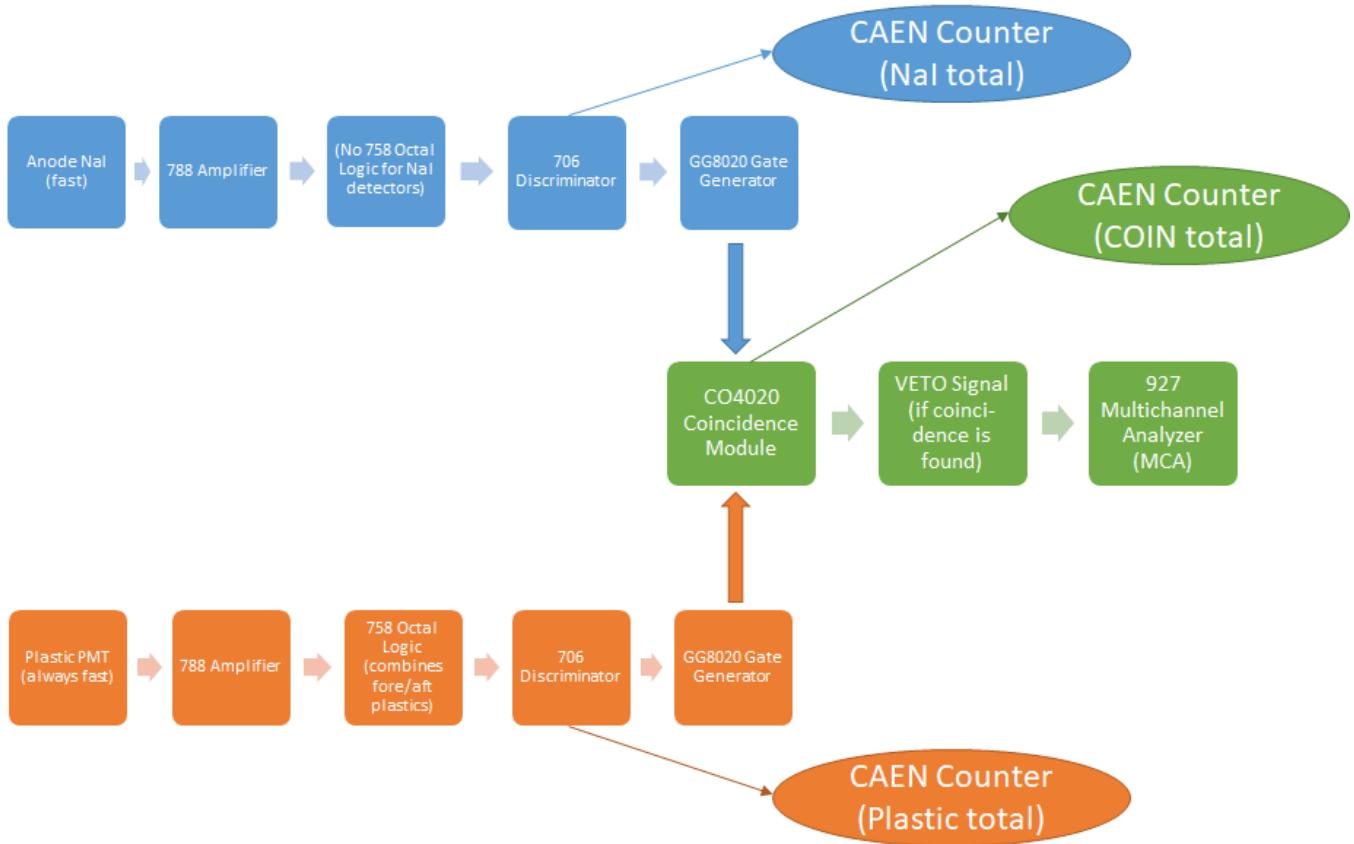 CAEN Counter
(NaI total)
Anode NaI
(fast)
788 Amplifier
(No 758 Octal
Logic for NaI
detectors)
706
Discriminator
GG8020 Gate
Generator
CAEN Counter
(COIN total)
CO4020
Coincidence
Module
VETO Signal
(if coinci-
dence is
found)
927
Multichannel
Analyzer
(MCA)
Plastic PMT
(always fast)
788 Amplifier
758 Octal
Logic
(combines
fore/aft
plastics)
706
Discriminator
GG8020 Gate
Generator
CAEN Counter
(Plastic total)